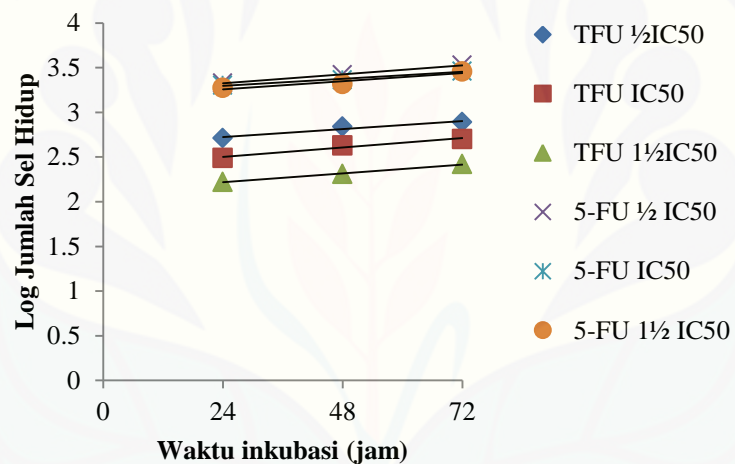 4
3.5
3
2.5
2
1.5
1
0.5
0
0
24
48
72
Log Jumlah Sel Hidup
Waktu inkubasi (jam)
TFU ½IC50
TFU IC50
TFU 1½IC50
5-FU ½ IC50
5-FU IC50
5-FU 1½ IC50